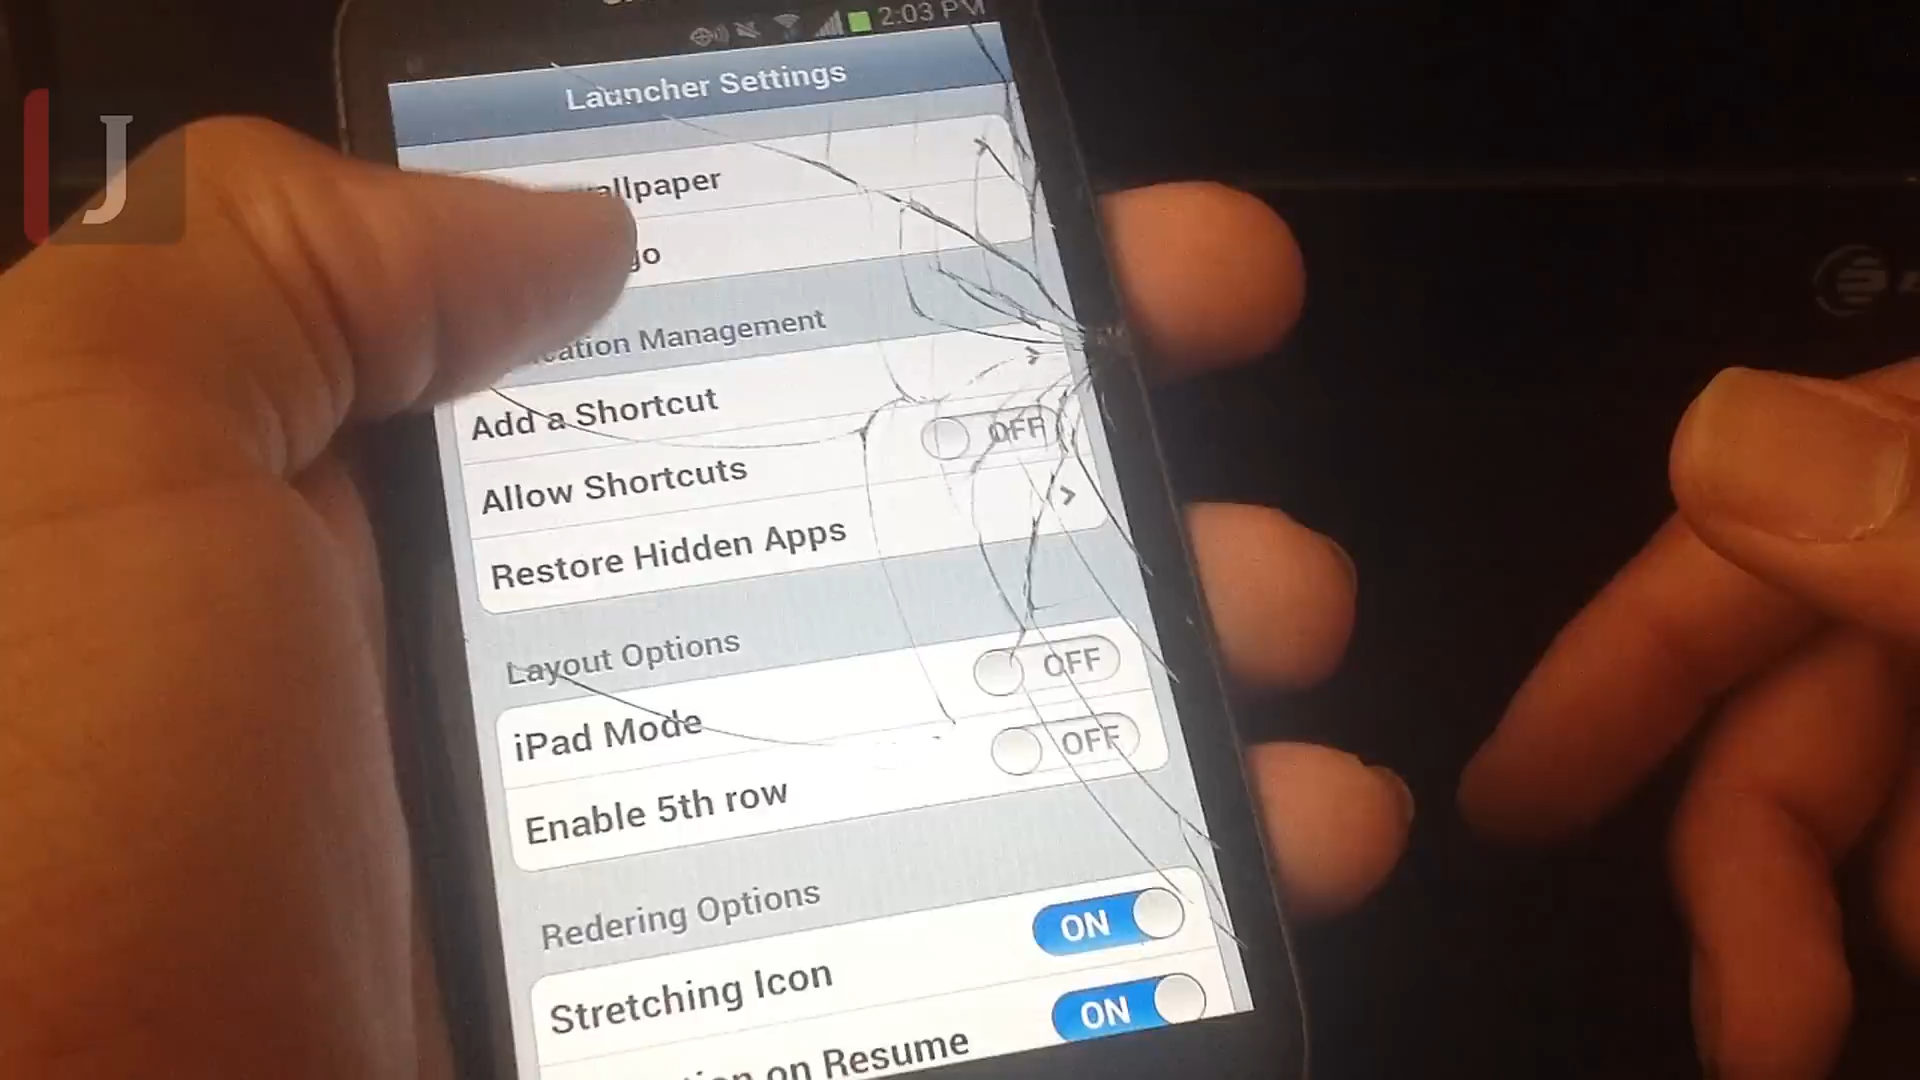 2:03 PM
Launcher Settings
J
Add a Shortcut
OFF
Allow Shortcuts
Restore Hidden Apps
Layout Options
OFF
iPad Mode
OFF
Enable 5th row
Redering Options
ON
Stretching Icon
ON
on Resume
Management